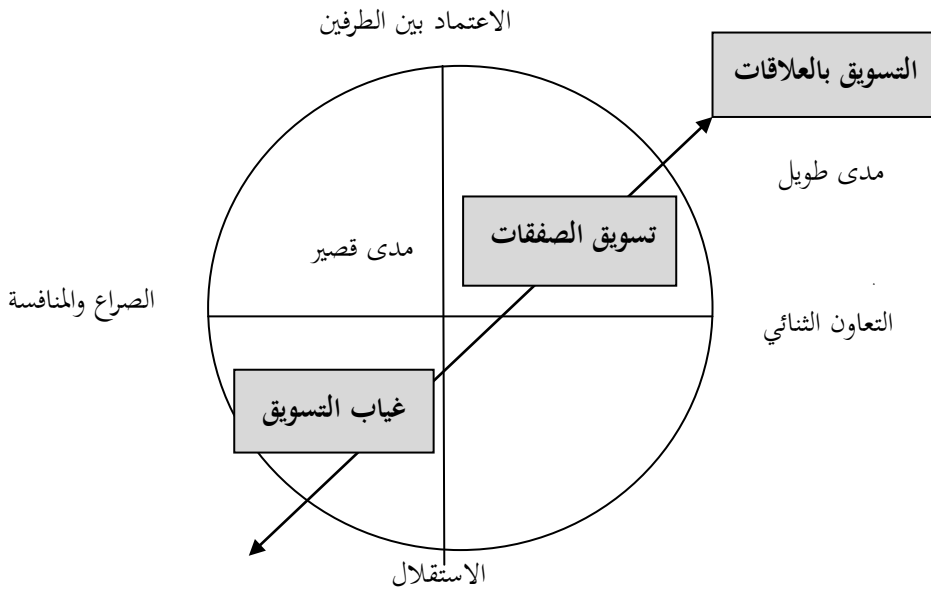 الاعتماد بين الطرفين
التسويق بالعلاقات
مدى طويل
تسويق الصفقات
مدى قصير
الصراع والمنافسة
التعاون الثنائي
غياب التسويق
الاستقلال